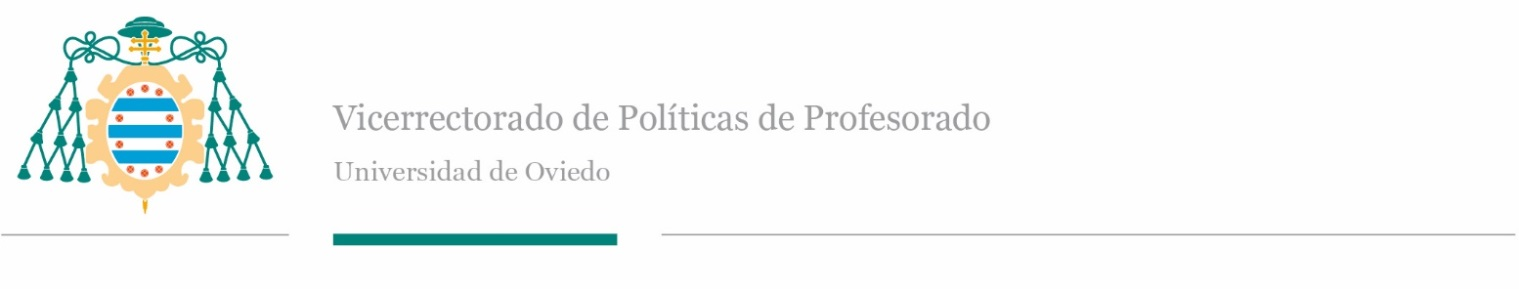 Vicerrectorado de Políticas de Profesorado
Universidad de Oviedo